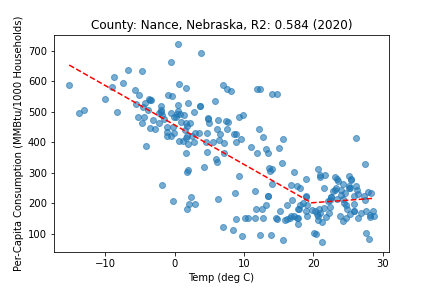 County: Nance, Nebraska, R2: 0.584 (2020)
Per-Capita Consumption (MMBtu/1000 Households)
700
600
500
400
300
200
100
−10 0 10 20 30
Temp (deg C)